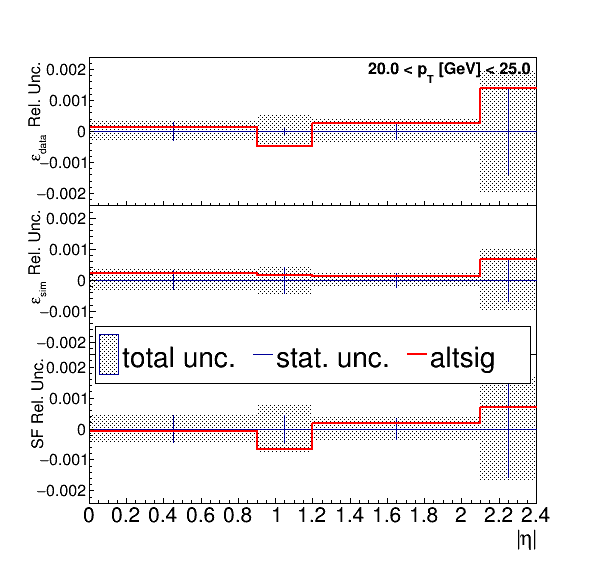 20.0 < pT [GeV] < 25.0
εdata Rel. Unc.
0.002
0.001
0
−0.001
−0.002
εsim Rel. Unc.
0.002
0.001
0
−0.001
−0.002
total unc. stat. unc. altsig
SF Rel. Unc.
0.002
0.001
0
−0.001
−0.002
0 0.2 0.4 0.6 0.8 1 1.2 1.4 1.6 1.8 2 2.2 2.4
|η|